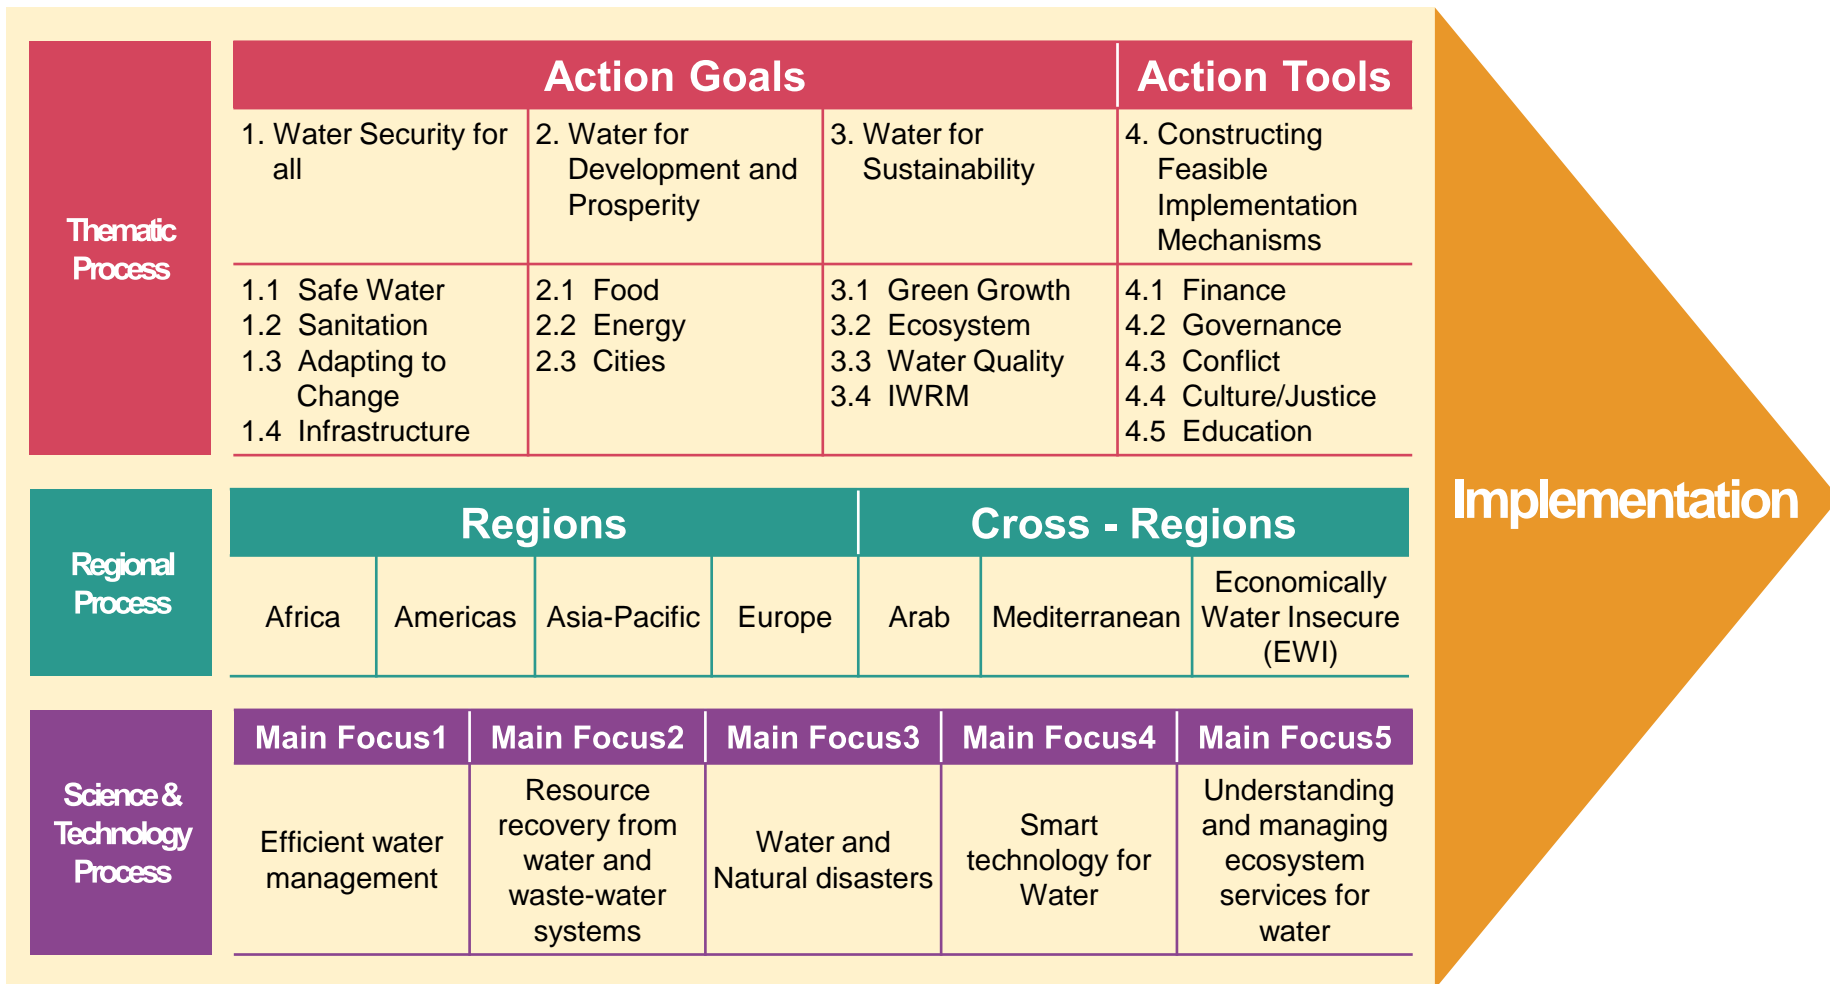 Thematic
Process
Action Goals
Action Tools
1. Water Security for
all
2. Water for
Development and
Prosperity
3. Water for
Sustainability
4. Constructing
Feasible
Implementation
Mechanisms
1.1 Safe Water
1.2 Sanitation
1.3 Adapting to
Change
1.4 Infrastructure
2.1 Food
2.2 Energy
2.3 Cities
3.1 Green Growth
3.2 Ecosystem
3.3 Water Quality
3.4 IWRM
4.1 Finance
4.2 Governance
4.3 Conflict
4.4 Culture/Justice
4.5 Education
Regional
Process
Regions
Cross - Regions
Africa
Americas
Asia-Pacific
Europe
Arab
Mediterranean
Economically
Water Insecure
(EWI)
Science &
Technology
Process
Main Focus1
Main Focus2
Main Focus3
Main Focus4
Main Focus5
Efficient water
management
Resource
recovery from
water and
waste-water
systems
Water and
Natural disasters
Smart
technology for
Water
Understanding
and managing
ecosystem
services for
water
Implementation